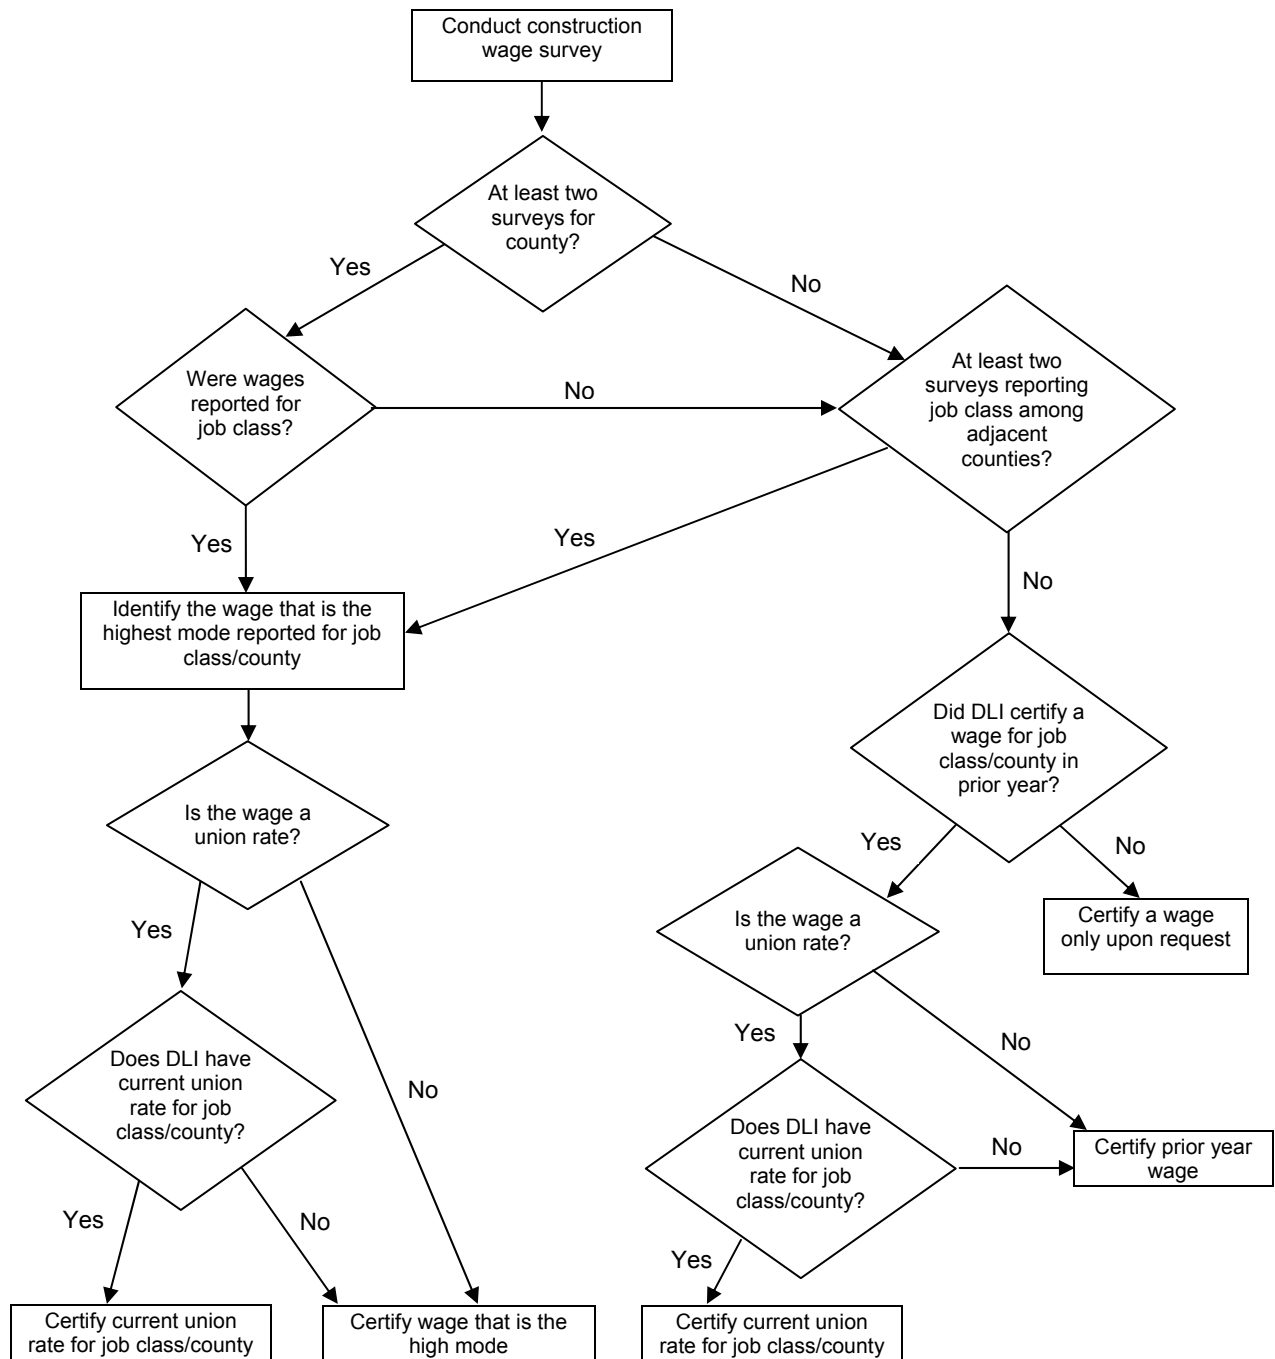 Conduct construction
wage survey
At least two
surveys for
county?
Yes
No
Were wages
reported for
job class?
No
At least two
surveys reporting
job class among
adjacent
counties?
Yes
Yes
No
Identify the wage that is the
highest mode reported for job
class/county
Did DLI certify a
wage for job
class/county in
prior year?
Is the wage a
union rate?
Yes
No
Is the wage a
union rate?
Certify a wage
only upon request
Yes
No
Yes
No
Does DLI have
current union
rate for job
class/county?
Does DLI have
current union
rate for job
class/county?
No
Certify prior year
wage
Yes
No
Yes
Certify current union
rate for job class/county
Certify wage that is the
high mode
Certify current union
rate for job class/county